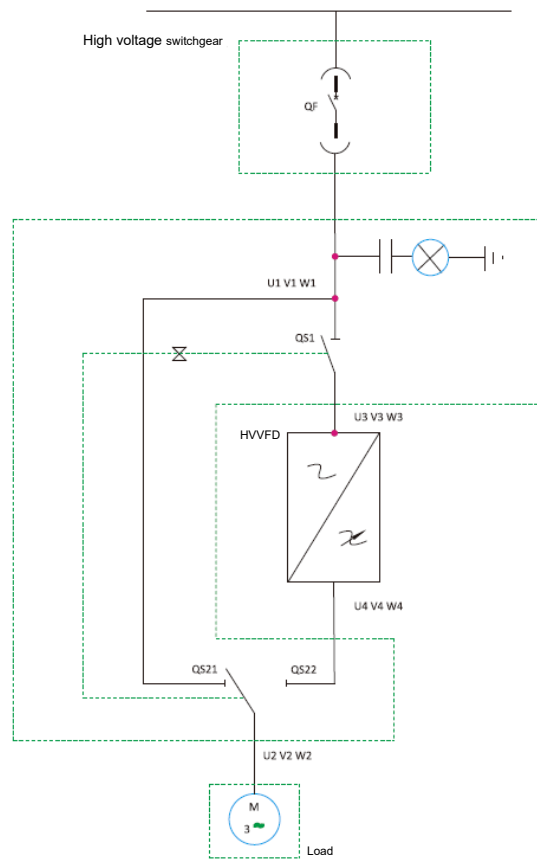 High voltage switchgear
QF
U1 V1 W1
QS1
U3 V3 W3
HVVFD
U4 V4 W4
QS21
QS22
U2 V2 W2
M
3
Load